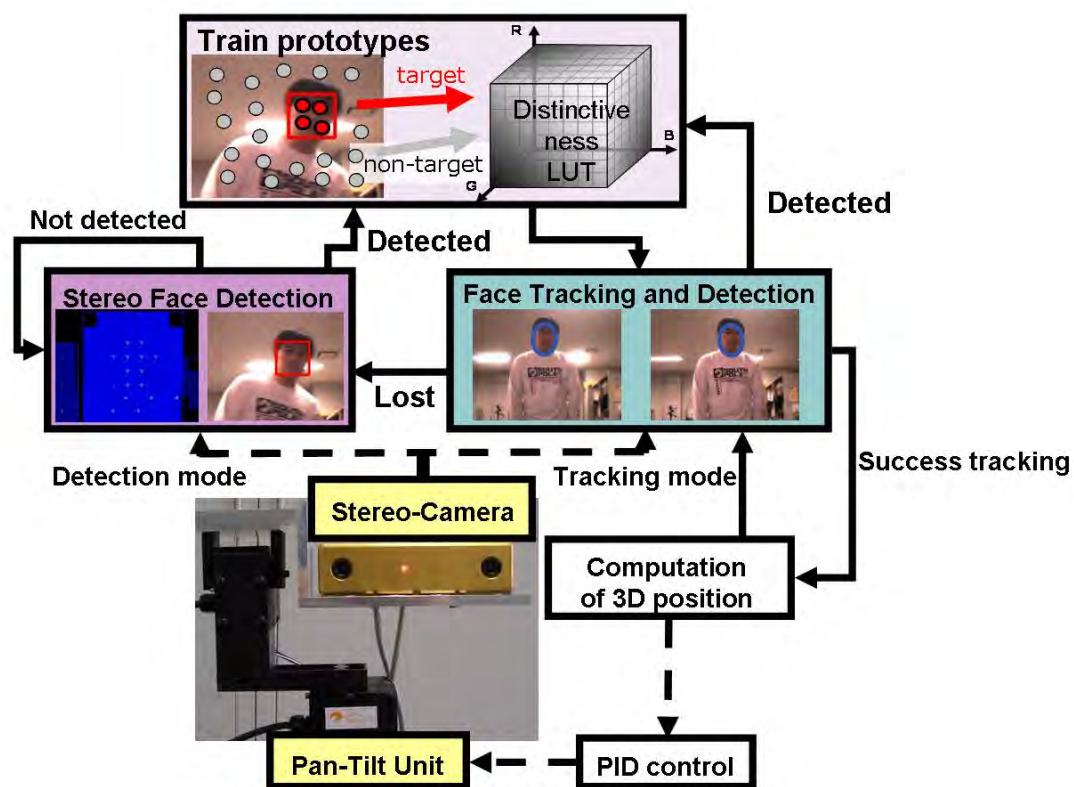 Train prototypes
target
non-target
R
B
G
Distinctive
ness
LUT
Not detected
Detected
Detected
Stereo Face Detection
Face Tracking and Detection
Lost
Detection mode
Tracking mode
Success tracking
Stereo-Camera
Computation
of 3D position
Pan-Tilt Unit
PID control